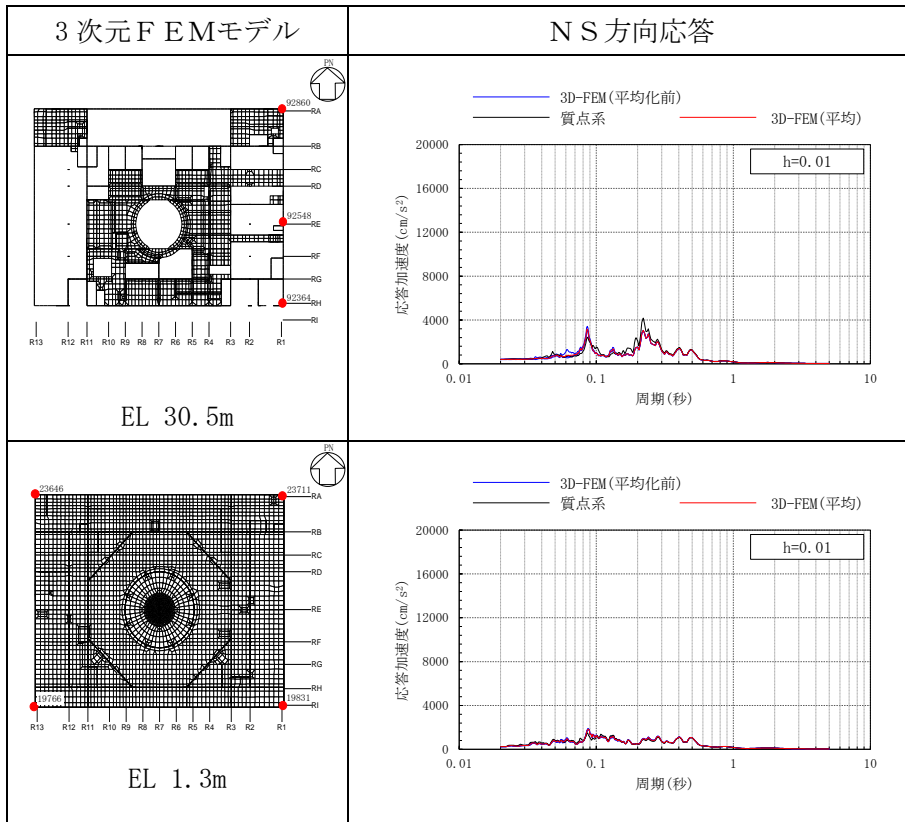 3次元FEMモデル
NS方向応答
PN
92860
RA
RB
RC
RD
92548
RE
RF
RG
92364
RH
RI
R13 R12 R11 R10 R9 R8 R7 R6 R5 R4 R3 R2 R1
EL 30.5m
3D-FEM(平均化前)
質点系 3D-FEM(平均)
h=0.01
20000
16000
12000
8000
4000
0
応答加速度(cm/s²)
0.01 0.1 1 10
周期(秒)
PN
23646 23711
RA
RB
RC
RD
RE
RF
RG
RH
19766 19831
RI
R13 R12 R11 R10 R9 R8 R7 R6 R5 R4 R3 R2 R1
EL 1.3m
3D-FEM(平均化前)
質点系 3D-FEM(平均)
h=0.01
20000
16000
12000
8000
4000
0
応答加速度(cm/s²)
0.01 0.1 1 10
周期(秒)